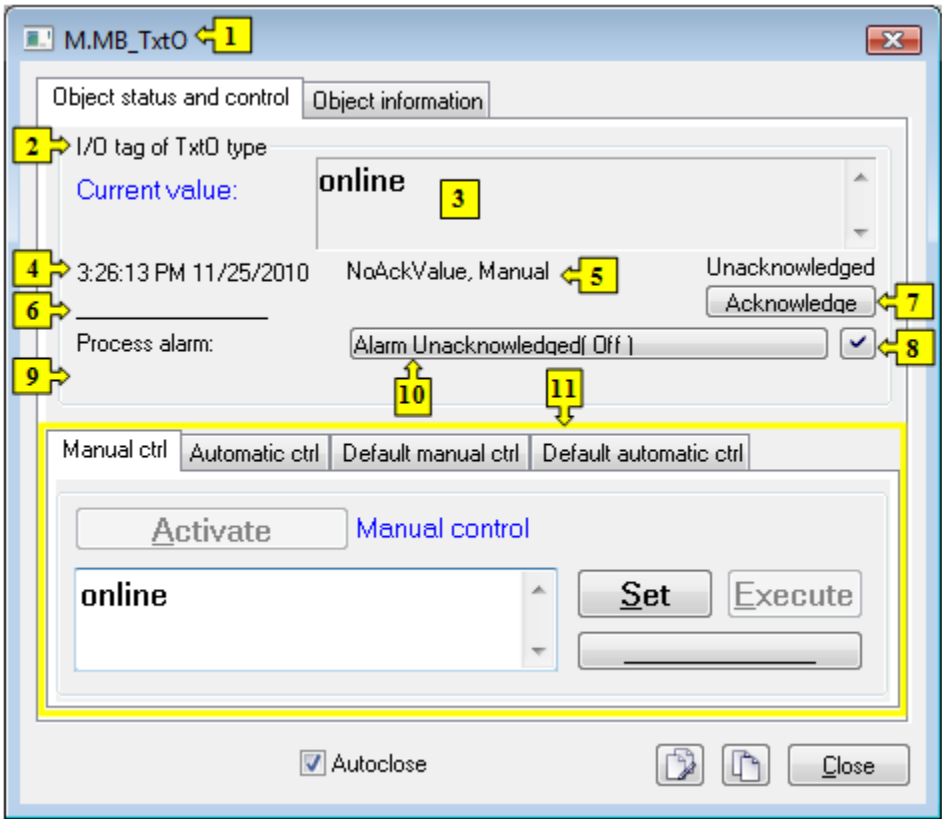 M.MB_TxtO 1
Object status and control Object information
2 I/O tag of TxtO type
Current value: online 3
4 3:26:13 PM 11/25/2010 NoAckValue, Manual 5 Unacknowledged
6 ________________ Acknowledge 7
Process alarm: Alarm Unacknowledged( Off ) 8
9 10 11
Manual ctrl Automatic ctrl Default manual ctrl Default automatic ctrl
Activate Manual control
online Set Execute
________________
Autoclose Close